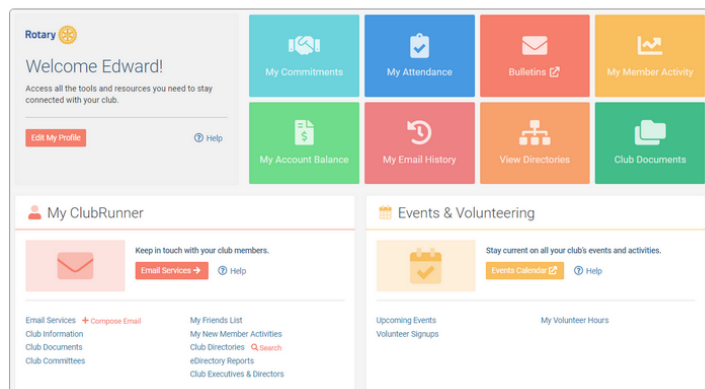 Rotary
Welcome Edward!
Access all the tools and resources you need to stay
connected with your club.
Edit My Profile
Help
My Commitments
My Attendance
Bulletins
My Member Activity
My Account Balance
My Email History
View Directories
Club Documents
My ClubRunner
Keep in touch with your club members.
Email Services
Help
Email Services + Compose Email
Club Information
Club Documents
Club Committees
My Friends List
My New Member Activities
Club Directories Search
eDirectory Reports
Club Executives & Directors
Events & Volunteering
Stay current on all your club's events and activities.
Events Calendar
Help
Upcoming Events
Volunteer Signups
My Volunteer Hours